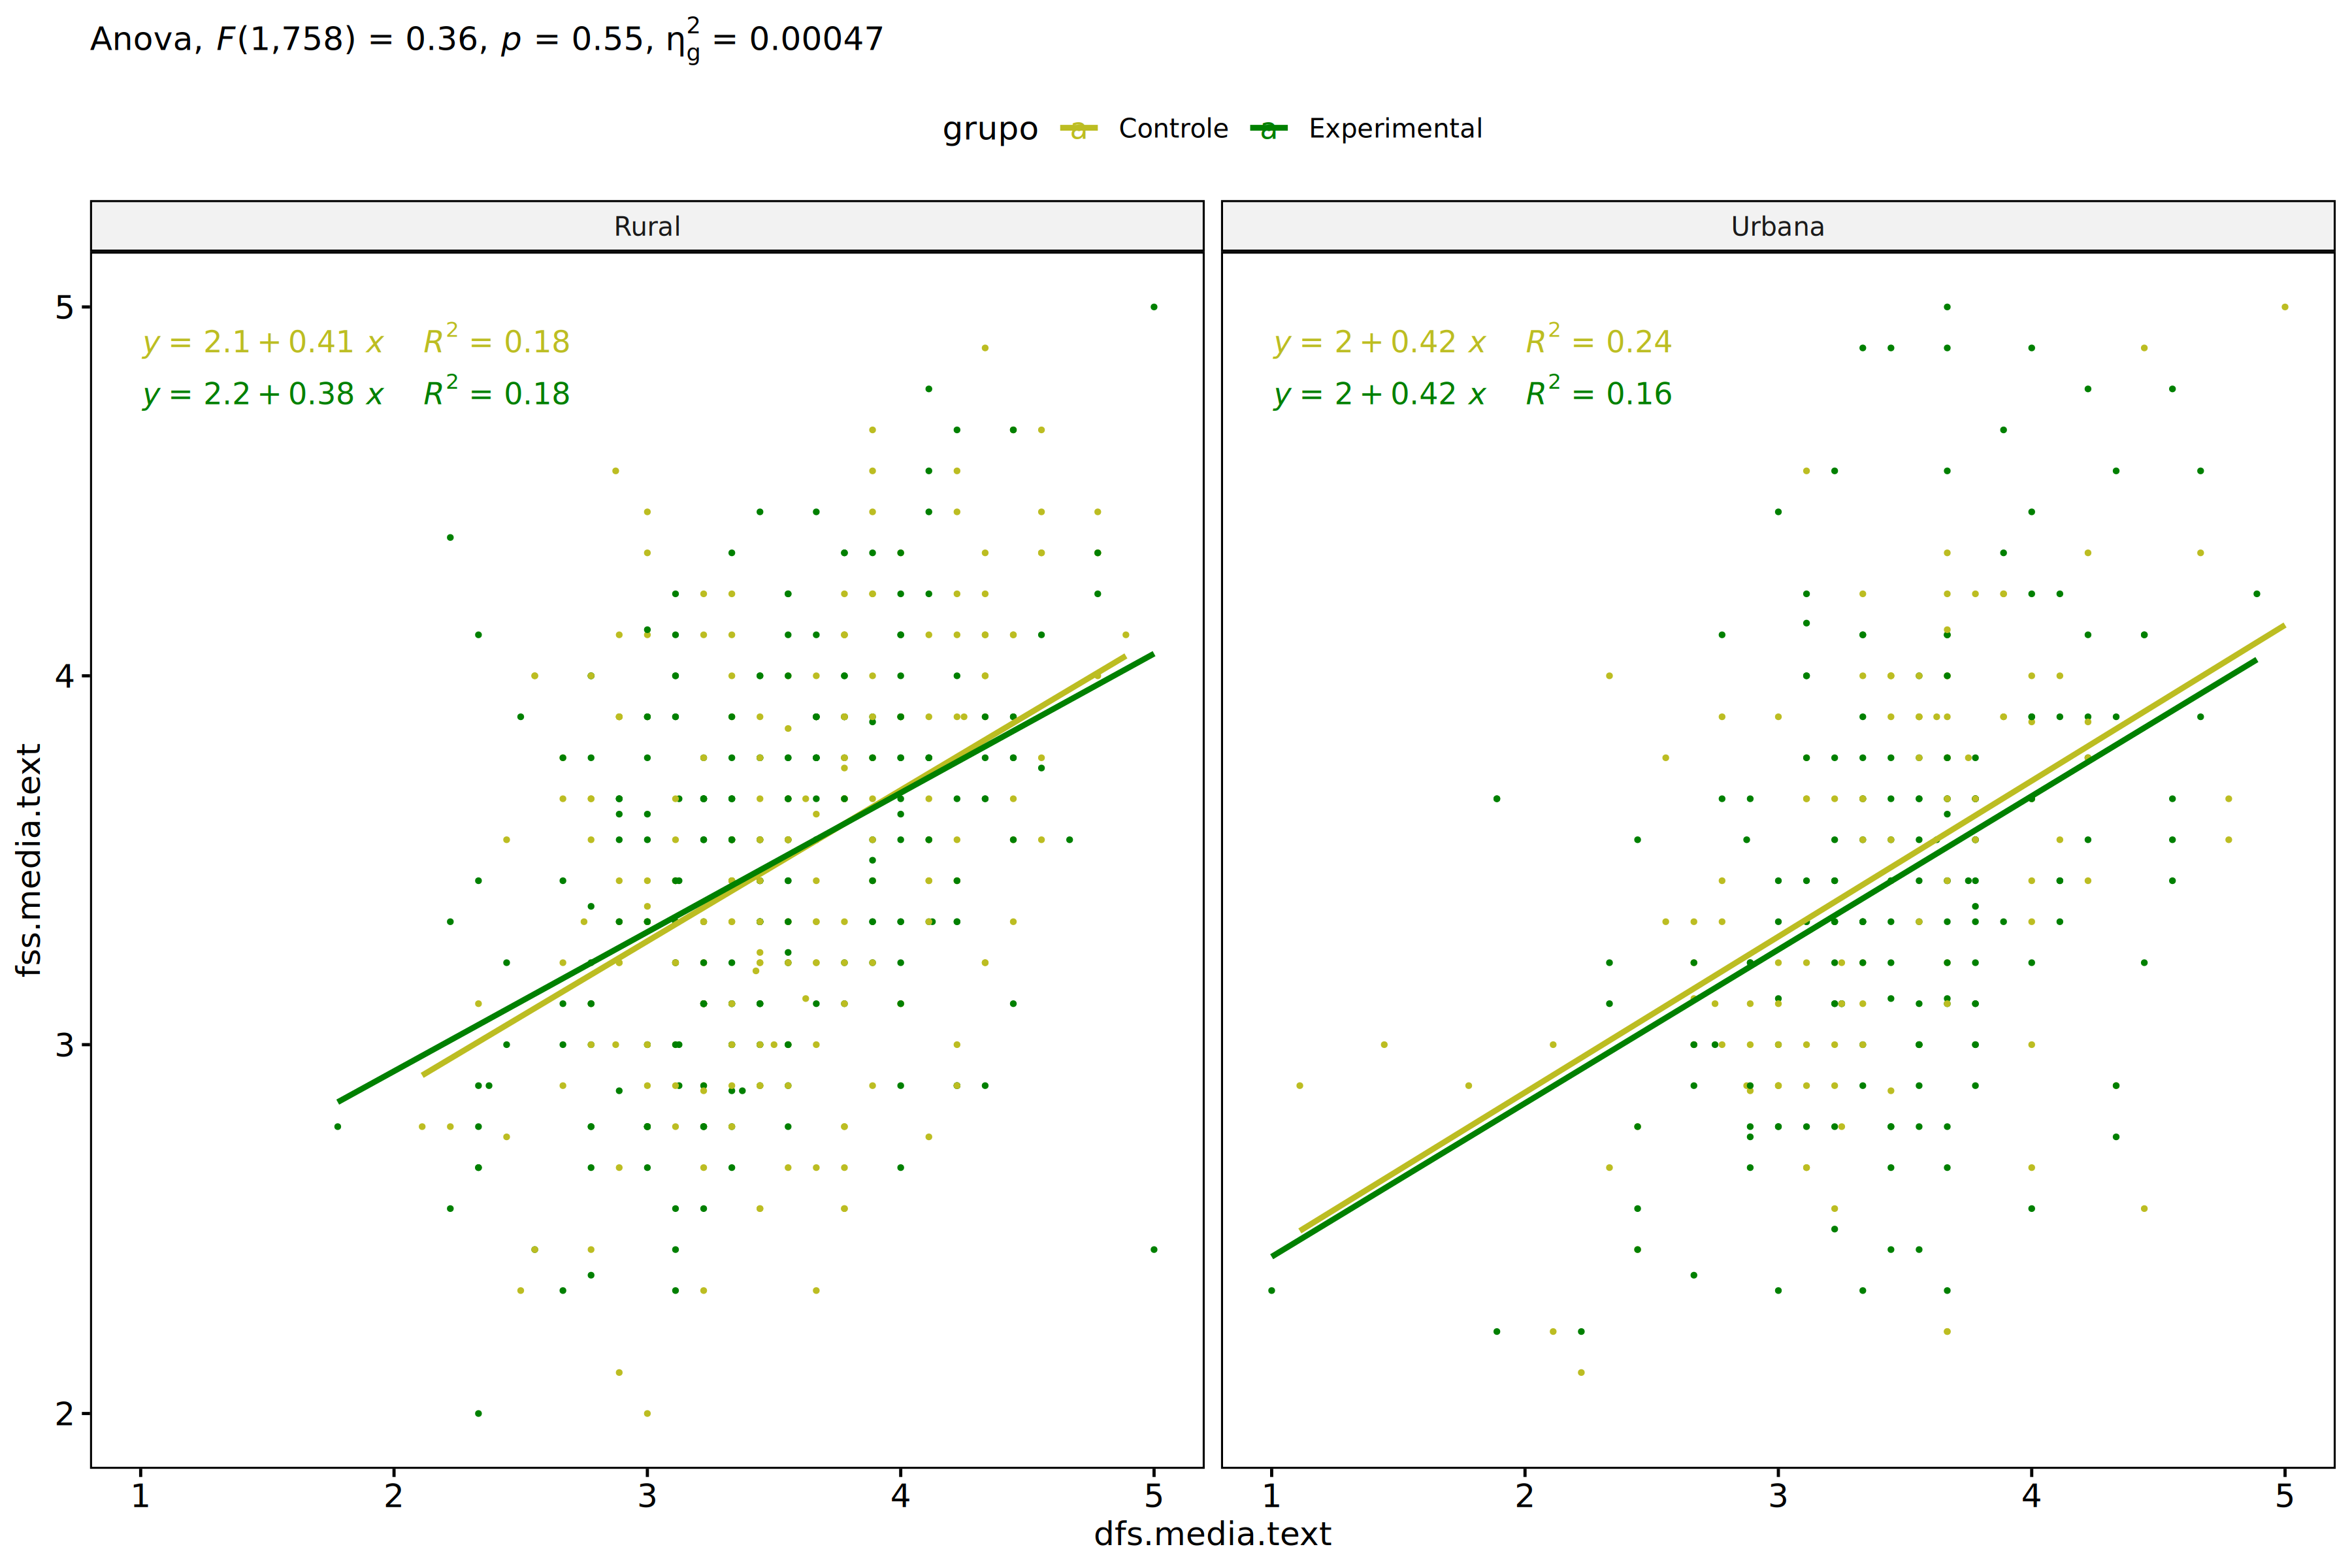 Anova, F(1,758) = 0.36, p = 0.55, η²g = 0.00047
grupo a Controle a Experimental
Rural
Urbana
y = 2.1 + 0.41 x R² = 0.18
y = 2.2 + 0.38 x R² = 0.18
y = 2 + 0.42 x R² = 0.24
y = 2 + 0.42 x R² = 0.16
5
4
3
2
fss.media.text
1 2 3 4 5
1 2 3 4 5
dfs.media.text